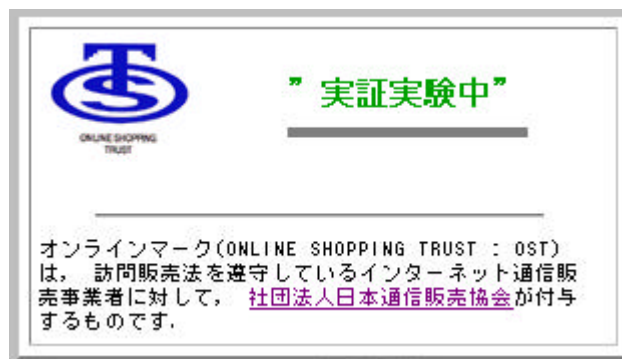 OTS
ONLINE SHOPPING
TRUST
”実証実験中”
オンラインマーク(ONLINE SHOPPING TRUST : OST)
は, 訪問販売法を遵守しているインターネット通信販
売事業者に対して, 社団法人日本通信販売協会が付与
するものです.